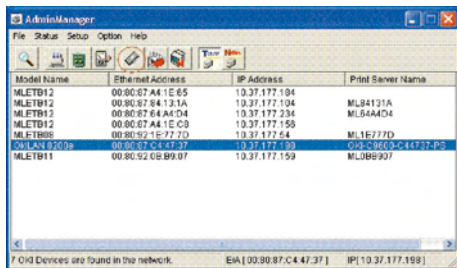 AdminManager
File Status Setup Option Help
Model Name Ethernet Address IP Address Print Server Name
MLETB12 00:80:87:A4:1E:65 10.37.177.184
MLETB12 00:80:87:84:13:1A 10.37.177.104 ML84131A
MLETB12 00:80:87:64:A4:D4 10.37.177.234 ML64A4D4
MLETB12 00:80:87:A4:1E:C8 10.37.177.156
MLETB08 00:80:92:1E:77:7D 10.37.177.54 ML1E777D
OKILAN 8200e 00:80:87:C4:47:37 10.37.177.198 OKI-C9600-C44737-PS
MLETB11 00:80:92:0B:B9:07 10.37.177.159 ML0BB907
7 Oki Devices are found in the network. EIA [00:80:87:C4:47:37] IP[10.37.177.198]